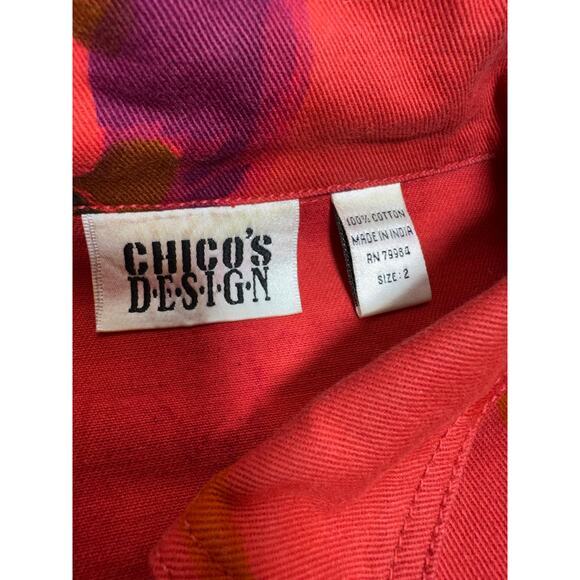 CHICO'S
D·E·S·I·G·N
100% COTTON
MADE IN INDIA
RN 79984
SIZE: 2